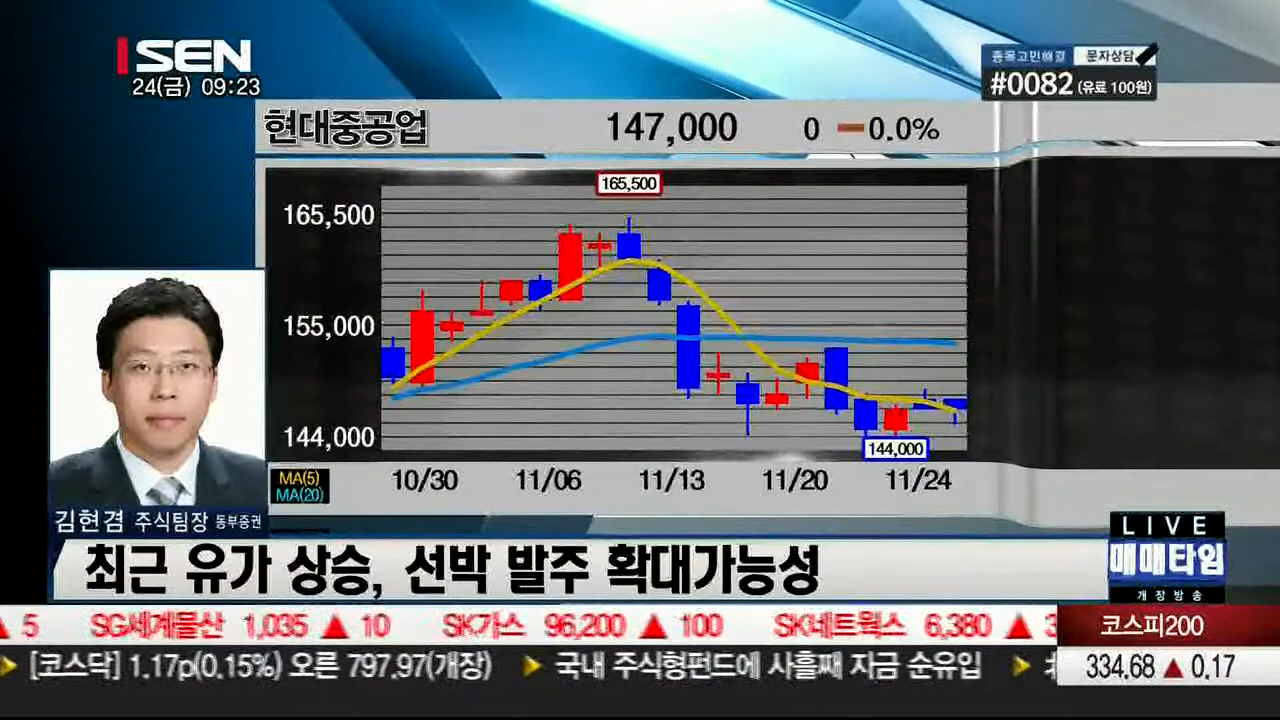 SEN
24(금) 09:23
종목고민해결 문자상담
#0082 (유료 100원)
현대중공업 147,000 0 0.0%
165,500
165,500
155,000
144,000
144,000
MA(5)
MA(20)
10/30 11/06 11/13 11/20 11/24
김현겸 주식팀장 동부증권
최근 유가 상승, 선박 발주 확대가능성
LIVE
매매타임
개장방송
▲ 5 SG세계물산 1,035 ▲ 10 SK가스 96,200 ▲ 100 SK네트웍스 6,380 ▲
코스피200
334.68 ▲ 0.17
[코스닥] 1.17p(0.15%) 오른 797.97(개장) 국내 주식형펀드에 사흘째 자금 순유입